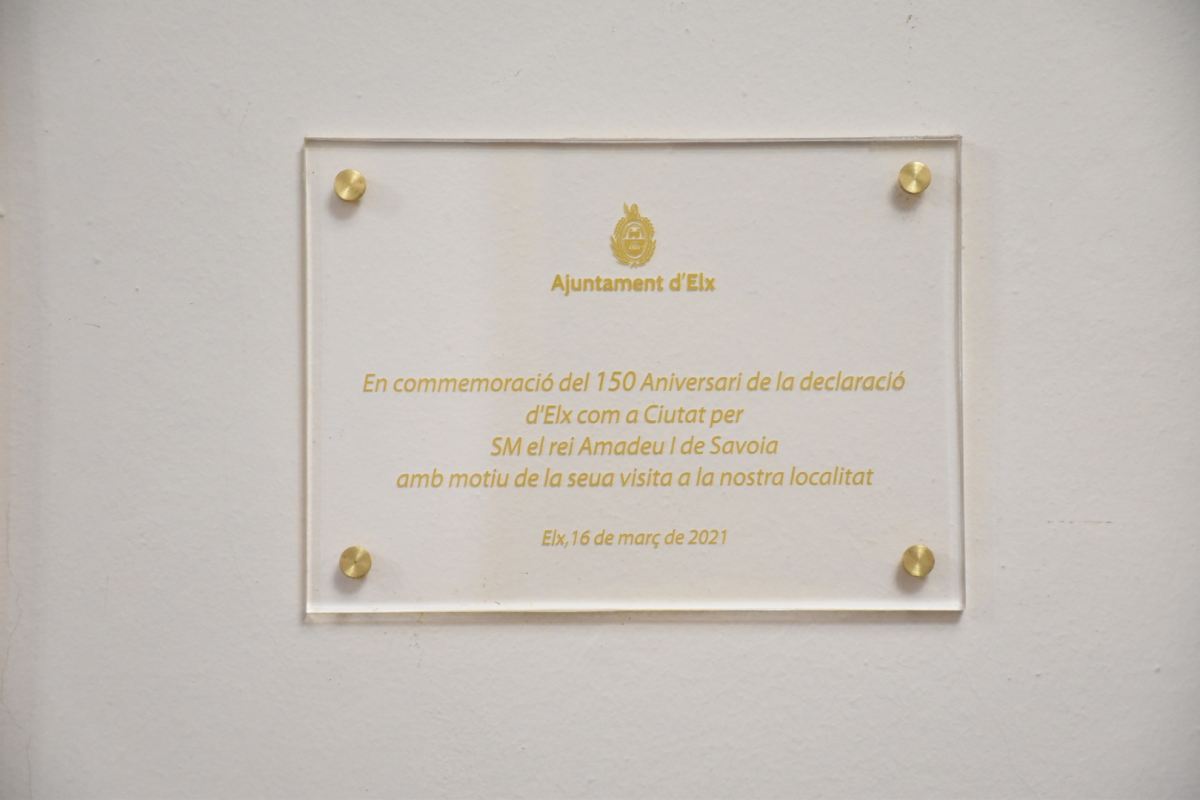 Ajuntament d'Elx
En commemoració del 150 Aniversari de la declaració
d'Elx com a Ciutat per
SM el rei Amadeu I de Savoia
amb motiu de la seua visita a la nostra localitat
Elx,16 de març de 2021